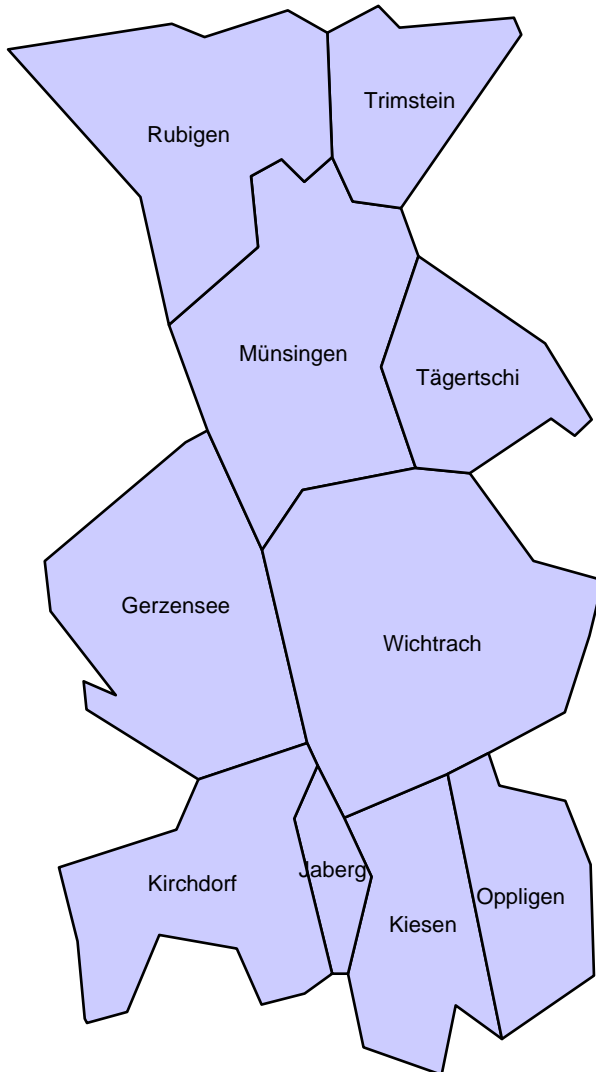 Trimstein
Rubigen
Münsingen
Tägertschi
Gerzensee
Wichtrach
Jaberg
Kirchdorf
Oppligen
Kiesen